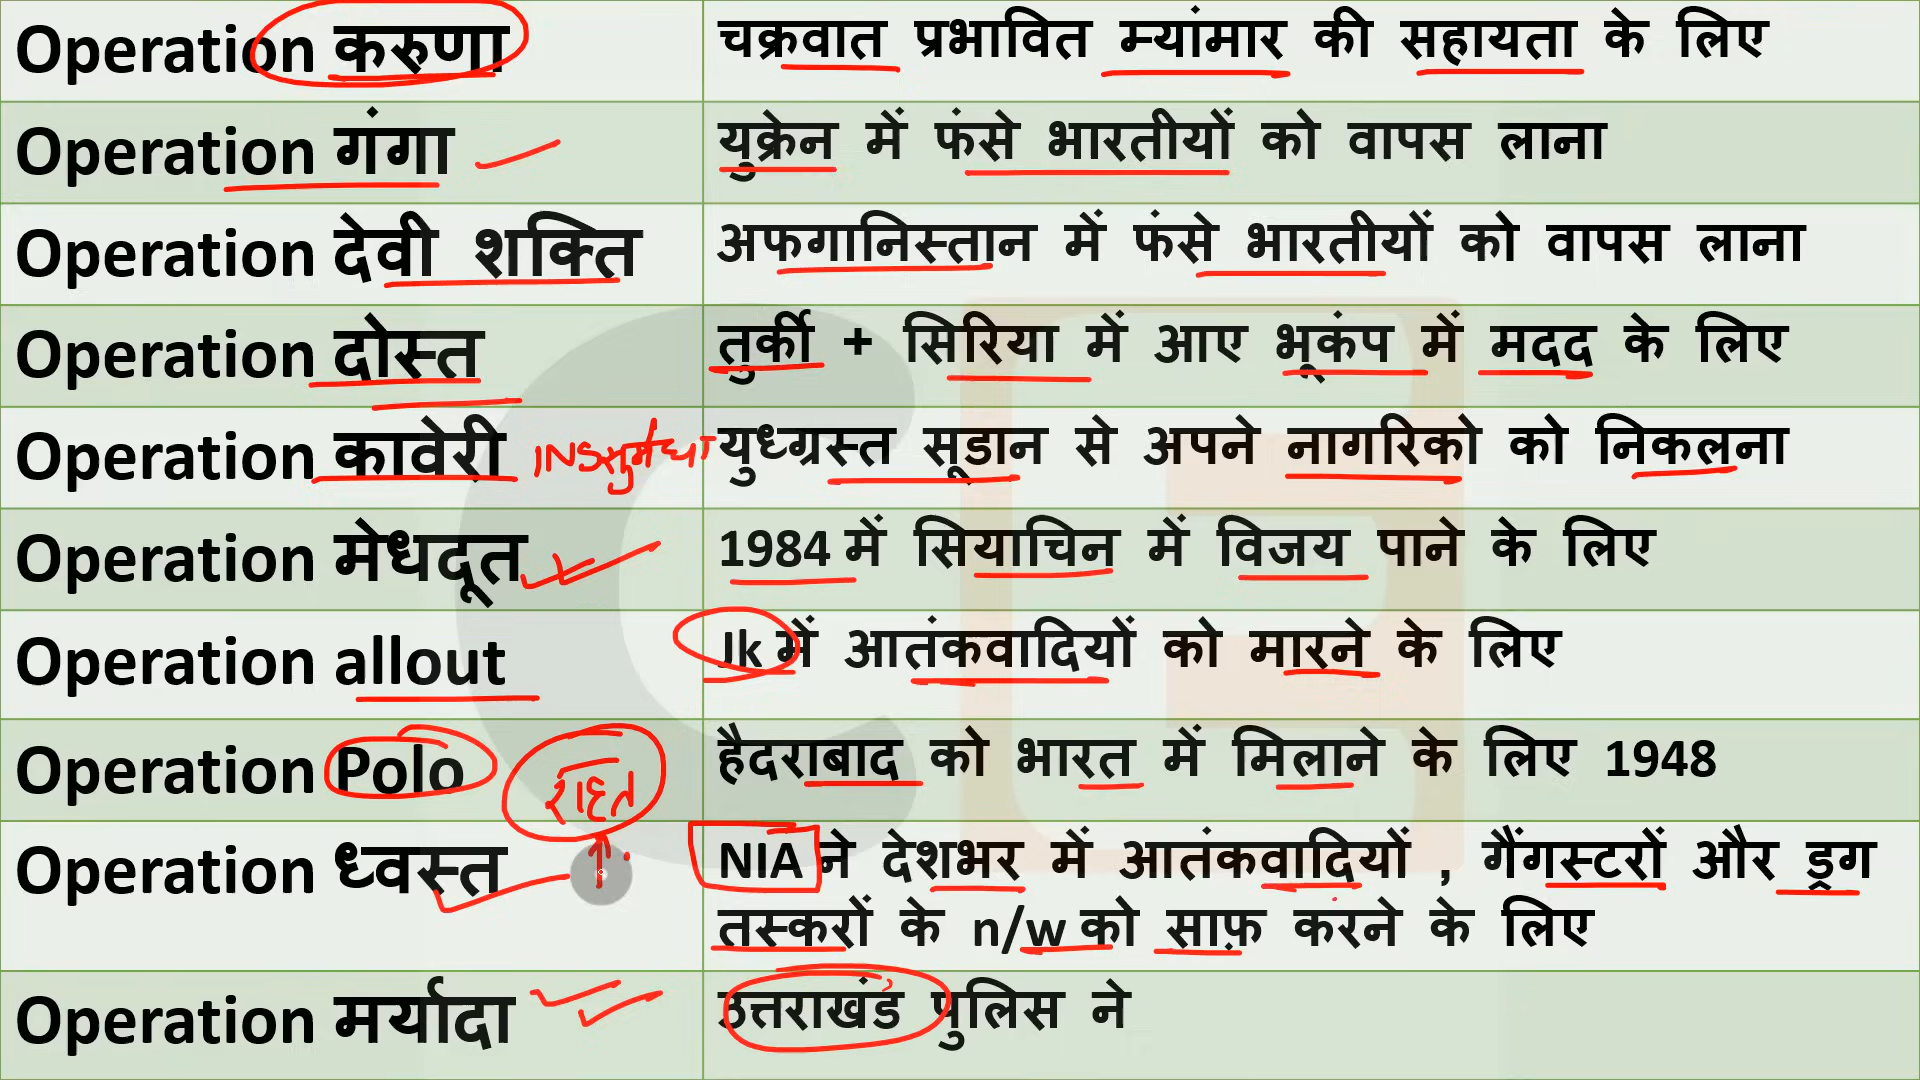 Operation करुणा
चक्रवात प्रभावित म्यांमार की सहायता के लिए
Operation गंगा
युक्रेन में फंसे भारतीयों को वापस लाना
Operation देवी शक्ति
अफगानिस्तान में फंसे भारतीयों को वापस लाना
Operation दोस्त
तुर्की + सिरिया में आए भूकंप में मदद के लिए
Operation कावेरी
INS सुमेधा
युध्ग्रस्त सूडान से अपने नागरिको को निकलना
Operation मेधदूत
1984 में सियाचिन में विजय पाने के लिए
Operation allout
Jk में आतंकवादियों को मारने के लिए
Operation Polo
हैदराबाद को भारत में मिलाने के लिए 1948
राहत
Operation ध्वस्त
NIA ने देशभर में आतंकवादियों , गैंगस्टरों और ड्रग
तस्करों के n/w को साफ़ करने के लिए
Operation मर्यादा
उत्तराखंड पुलिस ने